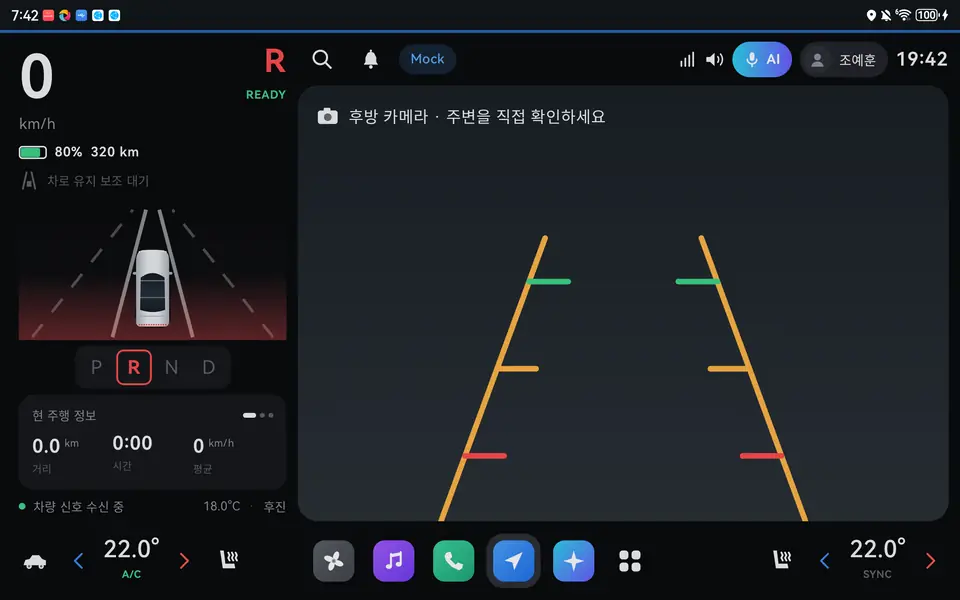 7:42
100
0
R
READY
km/h
80% 320 km
차로 유지 보조 대기
P R N D
현 주행 정보
0.0 km
거리
0:00
시간
0 km/h
평균
차량 신호 수신 중
18.0°C · 후진
Mock
AI
조예훈
19:42
후방 카메라 · 주변을 직접 확인하세요
22.0°
A/C
22.0°
SYNC